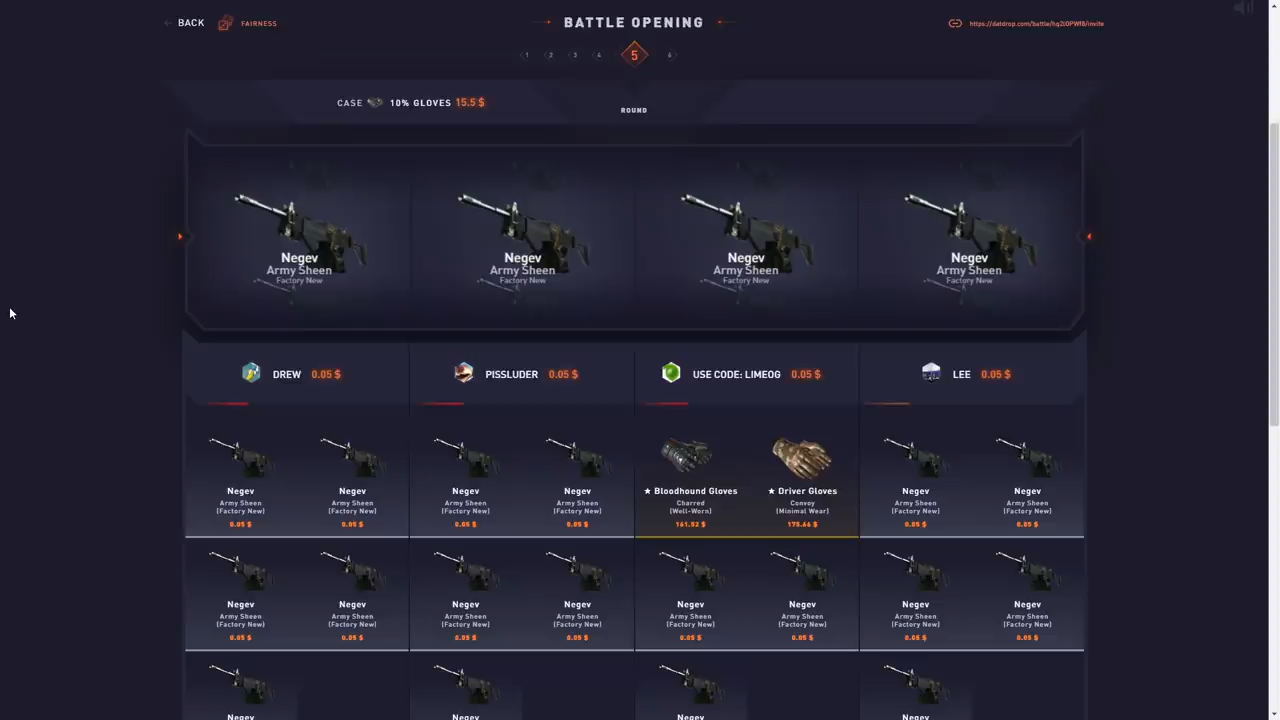 BACK
FAIRNESS
BATTLE OPENING
https://datdrop.com/battle/hg2l0PWf8/invite
1 2 3 4 5 6
CASE 10% GLOVES 15.5 $
ROUND
Negev Negev Negev Negev
Army Sheen Army Sheen Army Sheen Army Sheen
Factory New Factory New Factory New Factory New
DREW 0.05 $ PISSLUDER 0.05 $ USE CODE: LIMEOG 0.05 $ LEE 0.05 $
Negev Negev Negev Negev ★ Bloodhound Gloves ★ Driver Gloves Negev Negev
Army Sheen Army Sheen Army Sheen Army Sheen Charred Convoy Army Sheen Army Sheen
(Factory New) (Factory New) (Factory New) (Factory New) (Well-Worn) (Minimal Wear) (Factory New) (Factory New)
0.05 $ 0.05 $ 0.05 $ 0.05 $ 161.52 $ 175.66 $ 0.05 $ 0.05 $
Negev Negev Negev Negev Negev Negev Negev Negev
Army Sheen Army Sheen Army Sheen Army Sheen Army Sheen Army Sheen Army Sheen Army Sheen
(Factory New) (Factory New) (Factory New) (Factory New) (Factory New) (Factory New) (Factory New) (Factory New)
0.05 $ 0.05 $ 0.05 $ 0.05 $ 0.05 $ 0.05 $ 0.05 $ 0.05 $
Negev Negev Negev Negev